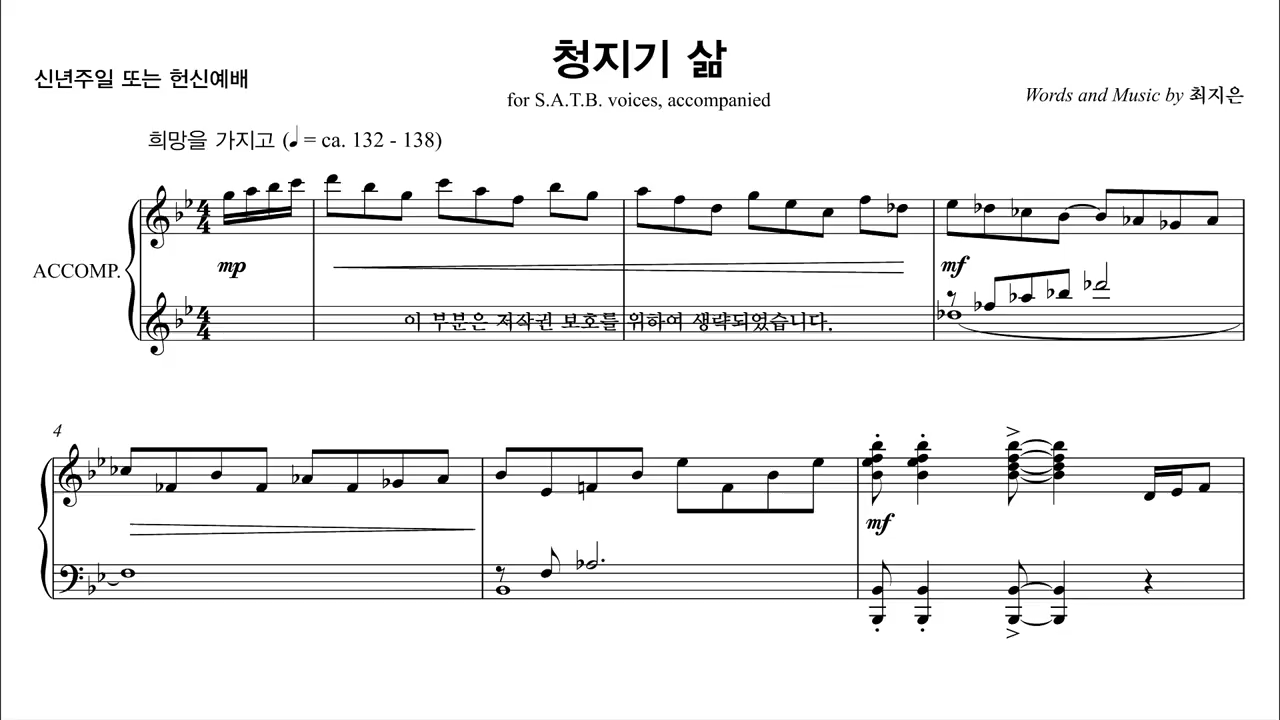 청지기 삶
신년주일 또는 헌신예배
for S.A.T.B. voices, accompanied
Words and Music by 최지은
희망을 가지고 (♩ = ca. 132 - 138)
mp
mf
ACCOMP.
이 부분은 저작권 보호를 위하여 생략되었습니다.
4
mf